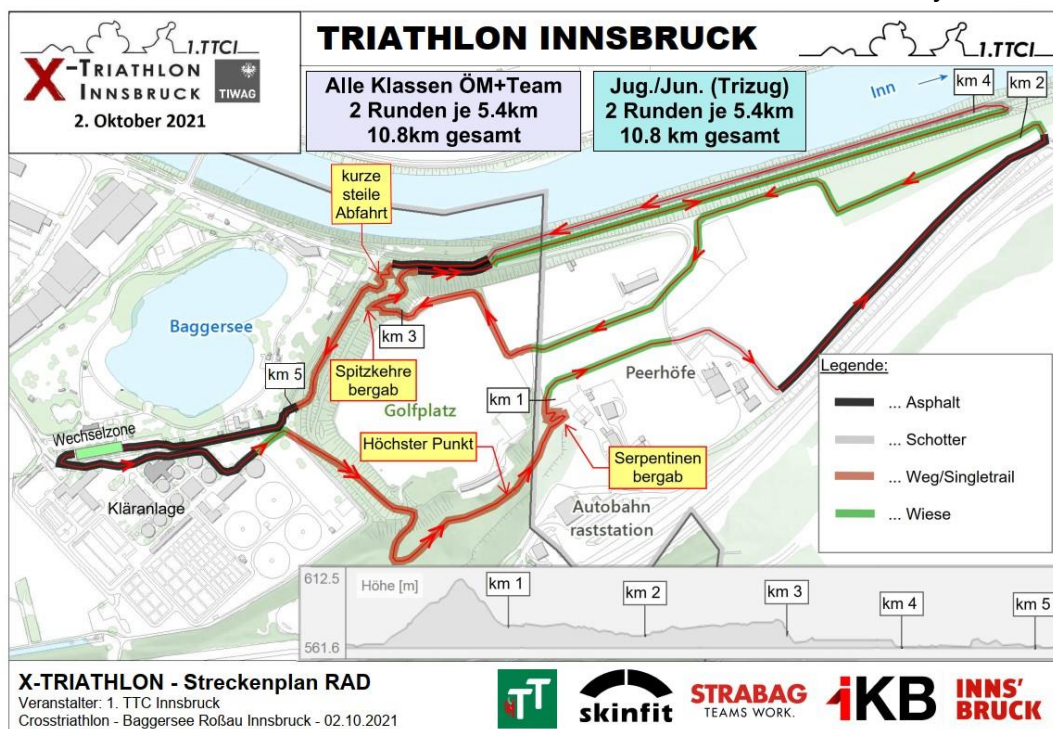 1.TTCI
X-TRIATHLON
INNSBRUCK
TIWAG
2. Oktober 2021
TRIATHLON INNSBRUCK
1.TTCI
Alle Klassen ÖM+Team
2 Runden je 5.4km
10.8km gesamt
Jug./Jun. (Trizug)
2 Runden je 5.4km
10.8 km gesamt
Inn
km 4
km 2
kurze
steile
Abfahrt
Baggersee
km 3
Spitzkehre
bergab
km 5
Golfplatz
km 1
Peerhöfe
Höchster Punkt
Serpentinen
bergab
Wechselzone
Kläranlage
Autobahn
raststation
Legende:
... Asphalt
... Schotter
... Weg/Singletrail
... Wiese
612.5
Höhe [m]
561.6
km 1
km 2
km 3
km 4
km 5
X-TRIATHLON - Streckenplan RAD
Veranstalter: 1. TTC Innsbruck
Crosstriathlon - Baggersee Roßau Innsbruck - 02.10.2021
TT
skinfit
STRABAG
TEAMS WORK.
iKB
INNS'
BRUCK